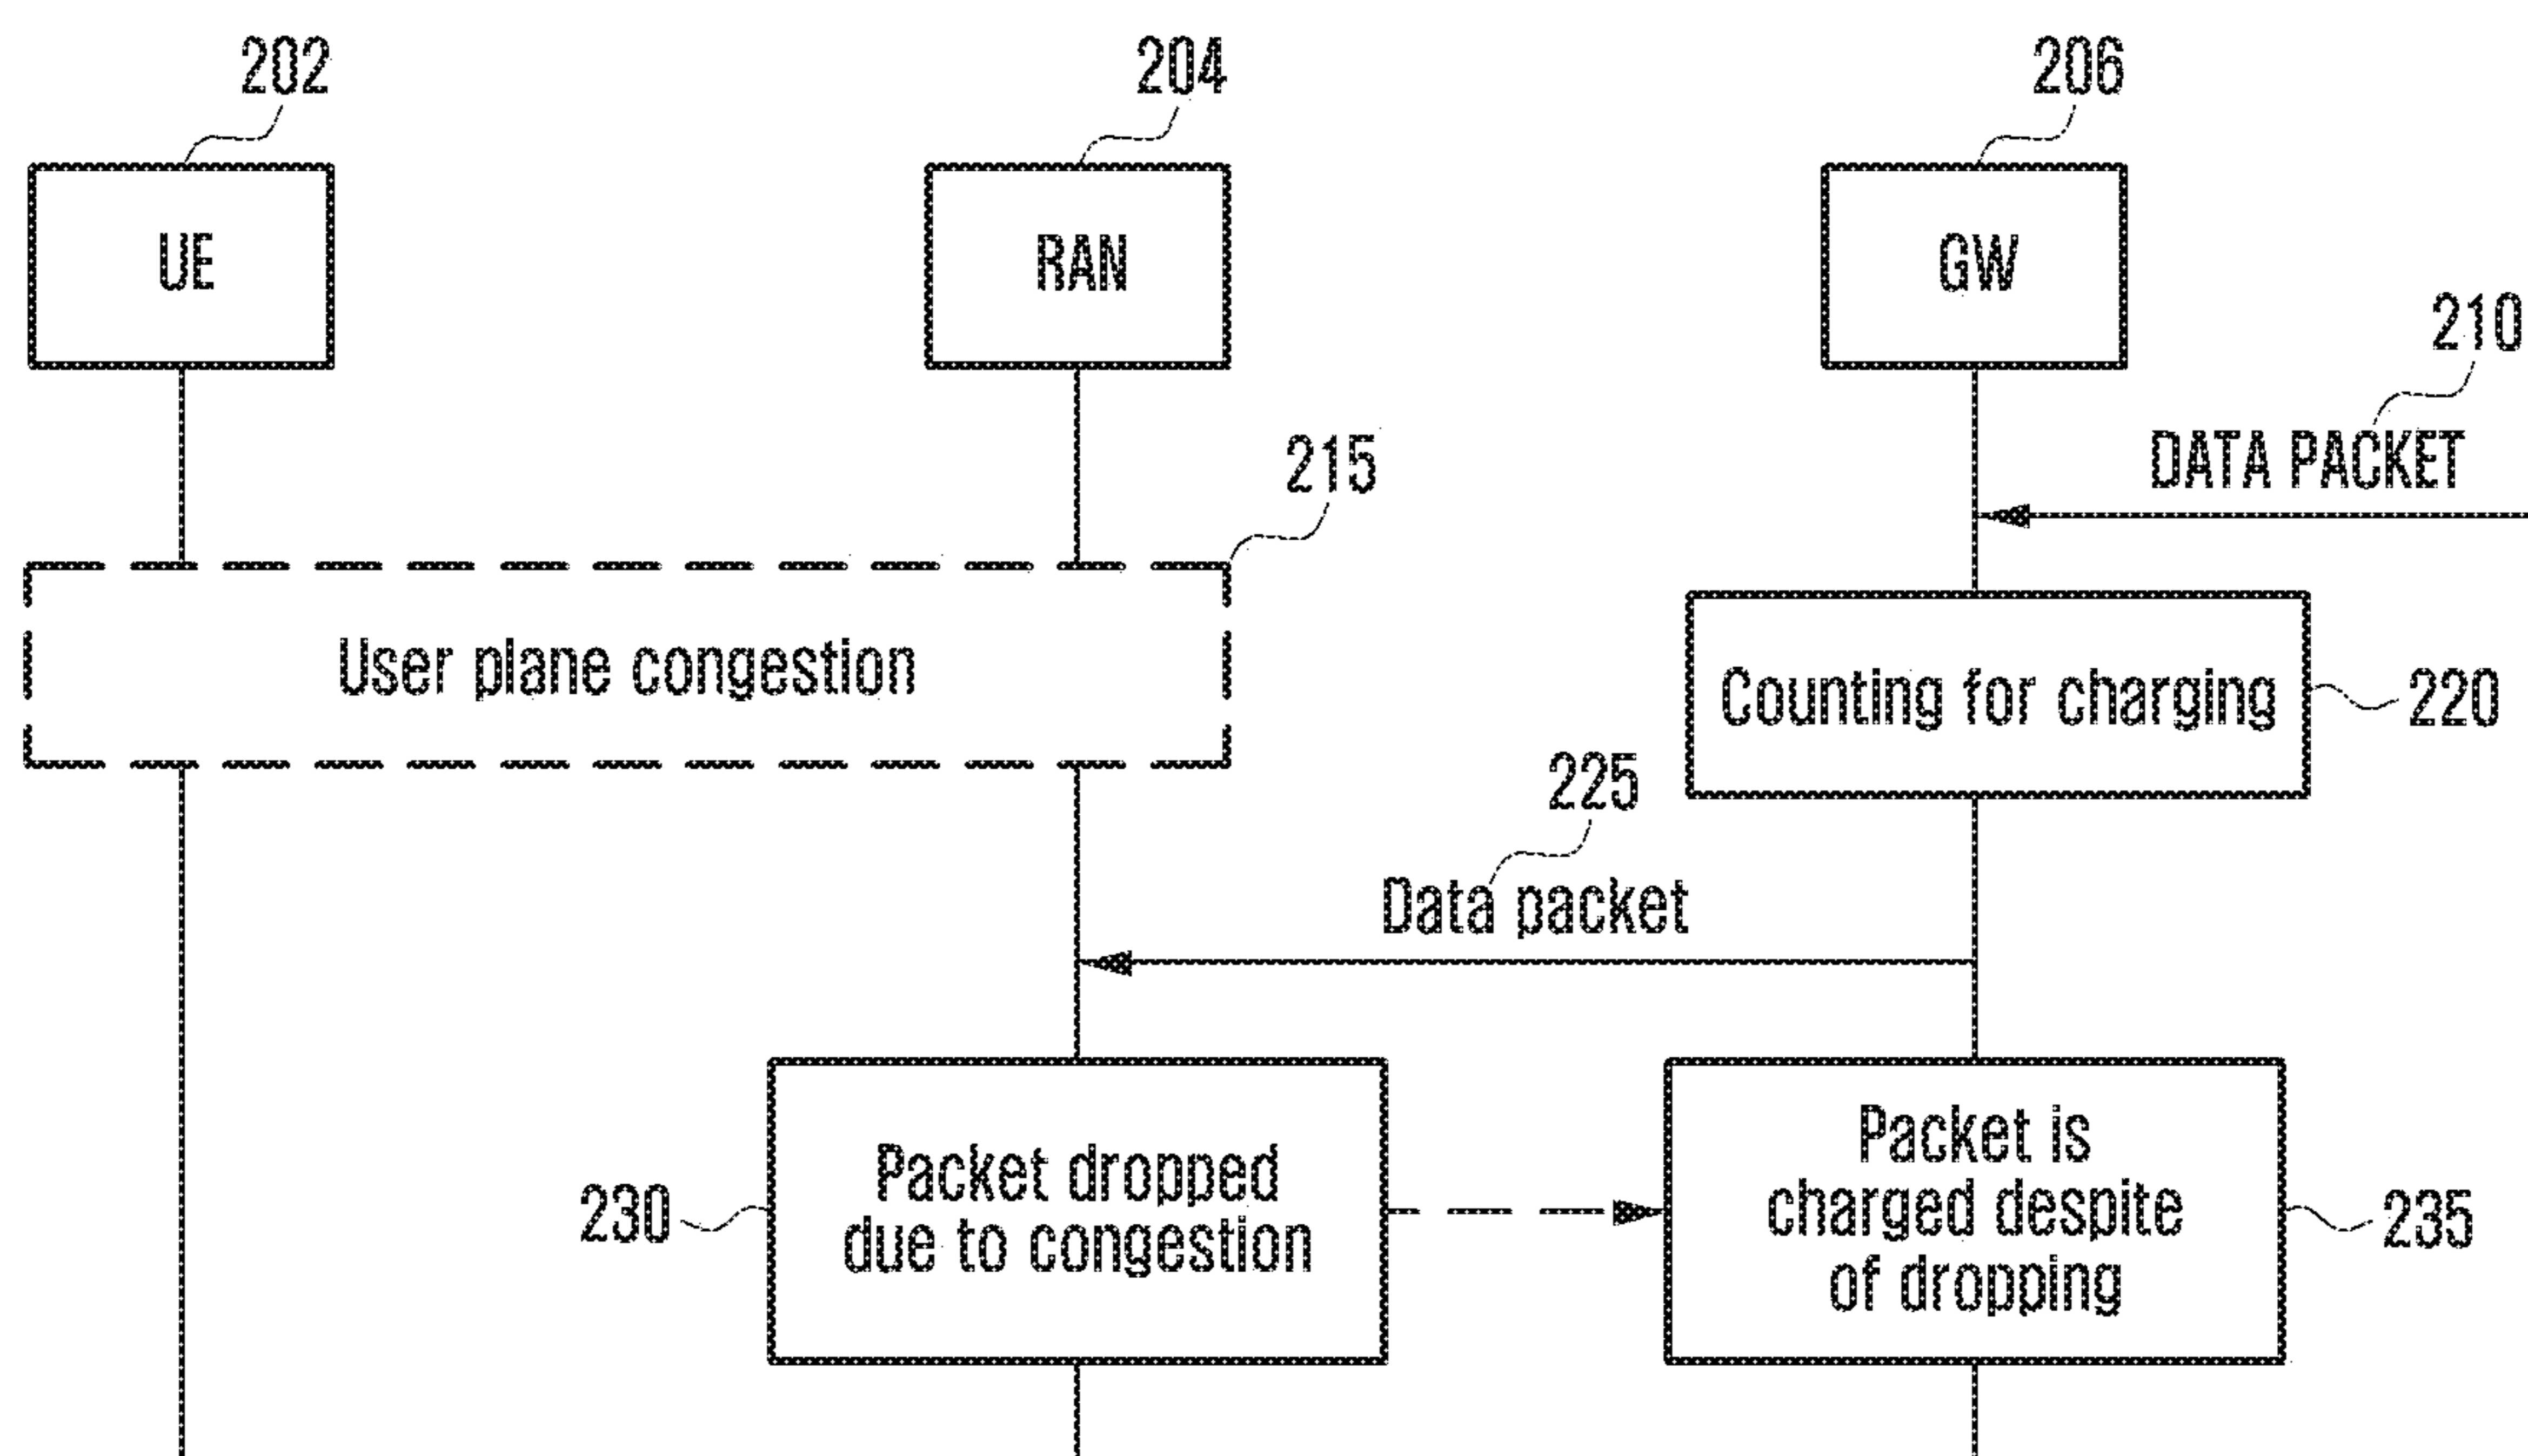 202
204
206
UE
RAN
GW
210
DATA PACKET
215
User plane congestion
Counting for charging
220
225
Data packet
230
Packet dropped
due to congestion
Packet is
charged despite
of dropping
235